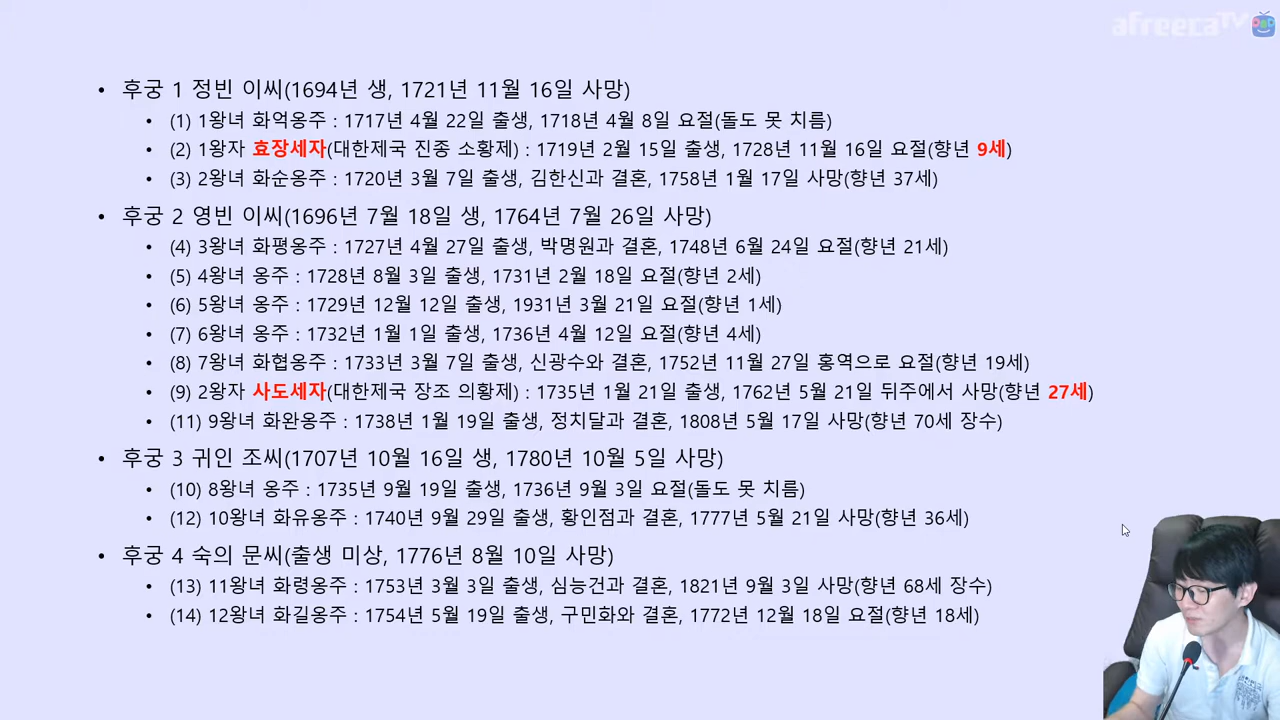 afreecaTV
• 후궁 1 정빈 이씨(1694년 생, 1721년 11월 16일 사망)
• (1) 1왕녀 화억옹주 : 1717년 4월 22일 출생, 1718년 4월 8일 요절(돌도 못 치름)
• (2) 1왕자 효장세자(대한제국 진종 소황제) : 1719년 2월 15일 출생, 1728년 11월 16일 요절(향년 9세)
• (3) 2왕녀 화순옹주 : 1720년 3월 7일 출생, 김한신과 결혼, 1758년 1월 17일 사망(향년 37세)
• 후궁 2 영빈 이씨(1696년 7월 18일 생, 1764년 7월 26일 사망)
• (4) 3왕녀 화평옹주 : 1727년 4월 27일 출생, 박명원과 결혼, 1748년 6월 24일 요절(향년 21세)
• (5) 4왕녀 옹주 : 1728년 8월 3일 출생, 1731년 2월 18일 요절(향년 2세)
• (6) 5왕녀 옹주 : 1729년 12월 12일 출생, 1931년 3월 21일 요절(향년 1세)
• (7) 6왕녀 옹주 : 1732년 1월 1일 출생, 1736년 4월 12일 요절(향년 4세)
• (8) 7왕녀 화협옹주 : 1733년 3월 7일 출생, 신광수와 결혼, 1752년 11월 27일 홍역으로 요절(향년 19세)
• (9) 2왕자 사도세자(대한제국 장조 의황제) : 1735년 1월 21일 출생, 1762년 5월 21일 뒤주에서 사망(향년 27세)
• (11) 9왕녀 화완옹주 : 1738년 1월 19일 출생, 정치달과 결혼, 1808년 5월 17일 사망(향년 70세 장수)
• 후궁 3 귀인 조씨(1707년 10월 16일 생, 1780년 10월 5일 사망)
• (10) 8왕녀 옹주 : 1735년 9월 19일 출생, 1736년 9월 3일 요절(돌도 못 치름)
• (12) 10왕녀 화유옹주 : 1740년 9월 29일 출생, 황인점과 결혼, 1777년 5월 21일 사망(향년 36세)
• 후궁 4 숙의 문씨(출생 미상, 1776년 8월 10일 사망)
• (13) 11왕녀 화령옹주 : 1753년 3월 3일 출생, 심능건과 결혼, 1821년 9월 3일 사망(향년 68세 장수)
• (14) 12왕녀 화길옹주 : 1754년 5월 19일 출생, 구민화와 결혼, 1772년 12월 18일 요절(향년 18세)